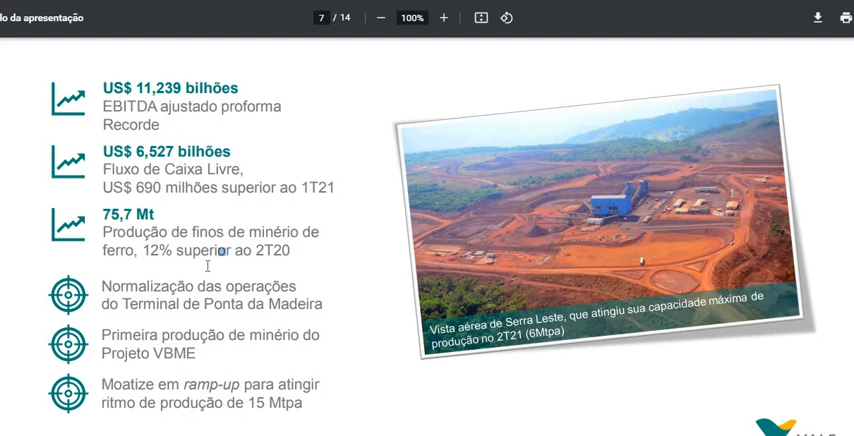 lo da apresentação
7 / 14
100%
US$ 11,239 bilhões
EBITDA ajustado proforma
Recorde
US$ 6,527 bilhões
Fluxo de Caixa Livre,
US$ 690 milhões superior ao 1T21
75,7 Mt
Produção de finos de minério de
ferro, 12% superior ao 2T20
Normalização das operações
do Terminal de Ponta da Madeira
Primeira produção de minério do
Projeto VBME
Moatize em ramp-up para atingir
ritmo de produção de 15 Mtpa
Vista aérea de Serra Leste, que atingiu sua capacidade máxima de
produção no 2T21 (6Mtpa)
VALE